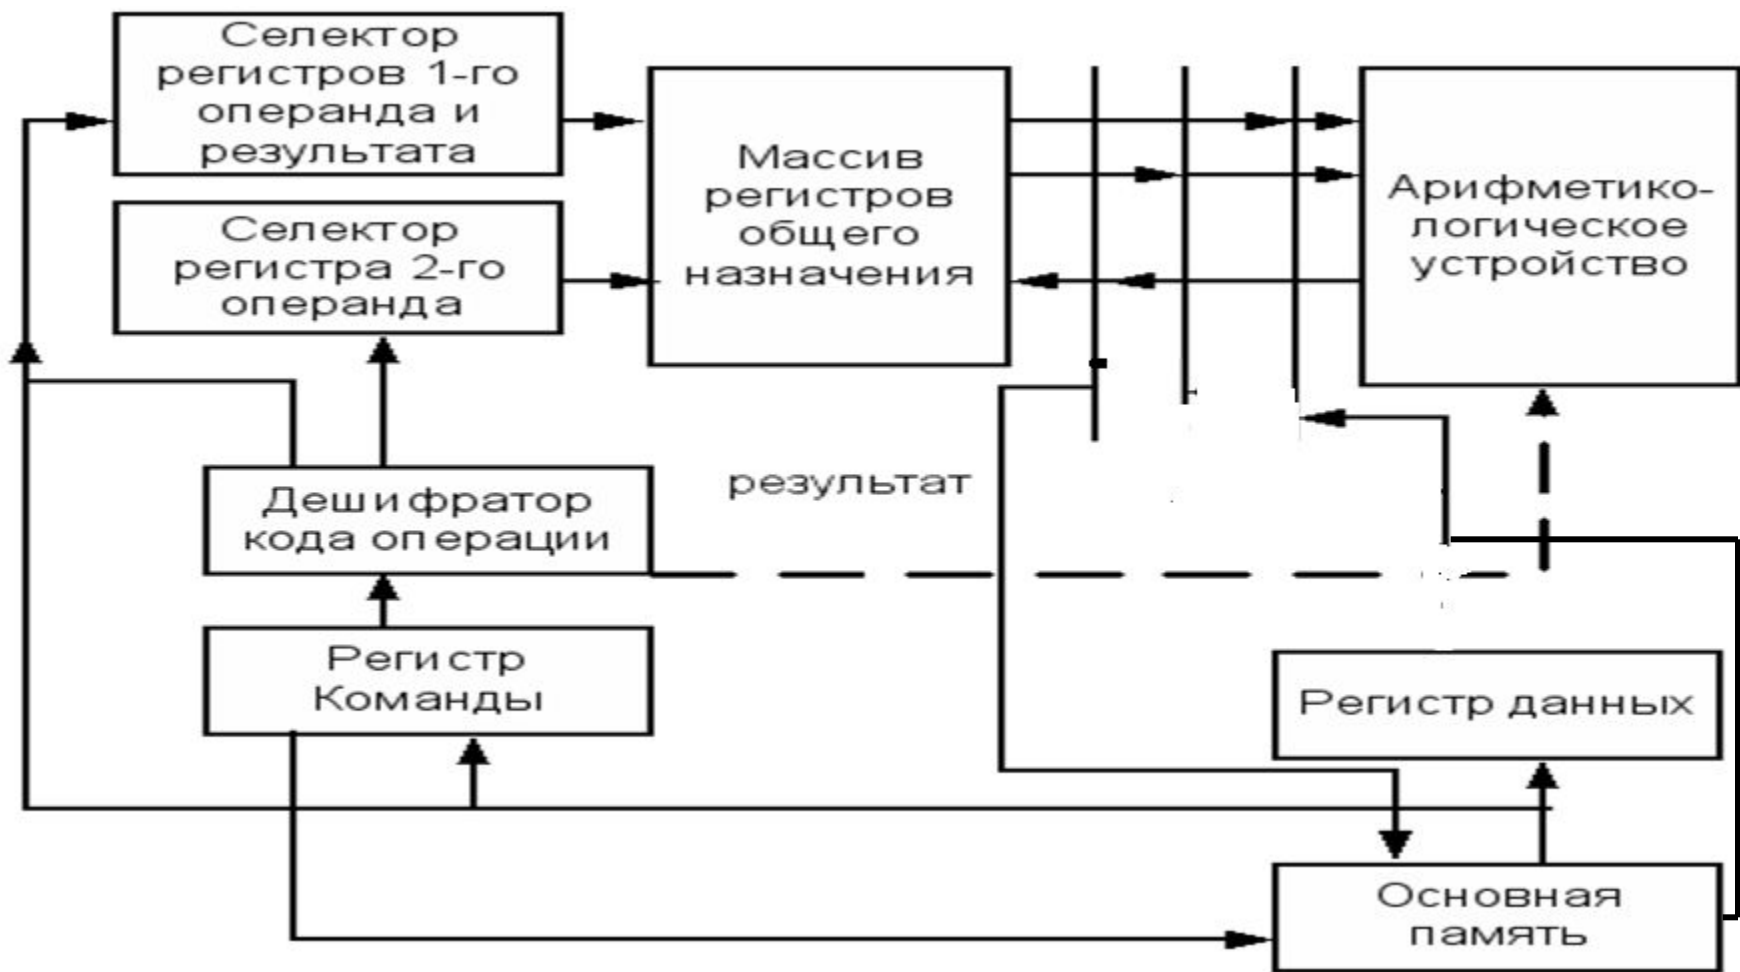 Селектор
регистров 1-го
операнда и
результата
Селектор
регистра 2-го
операнда
Массив
регистров
общего
назначения
Арифметико-
логическое
устройство
результат
Дешифратор
кода операции
Регистр
Команды
Регистр данных
Основная
память